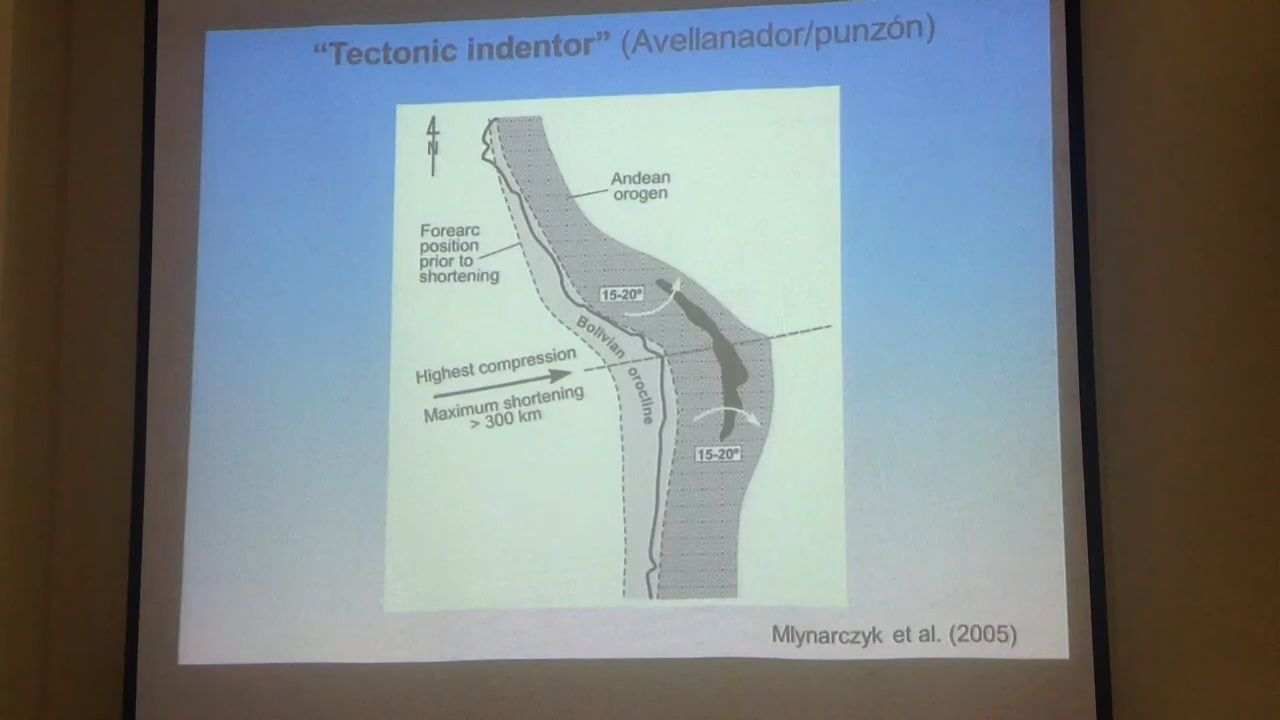 “Tectonic indentor” (Avellanador/punzón)
N
Andean
orogen
Forearc
position
prior to
shortening
15-20º
Bolivian orocline
Highest compression
Maximum shortening
> 300 km
15-20º
Mlynarczyk et al. (2005)